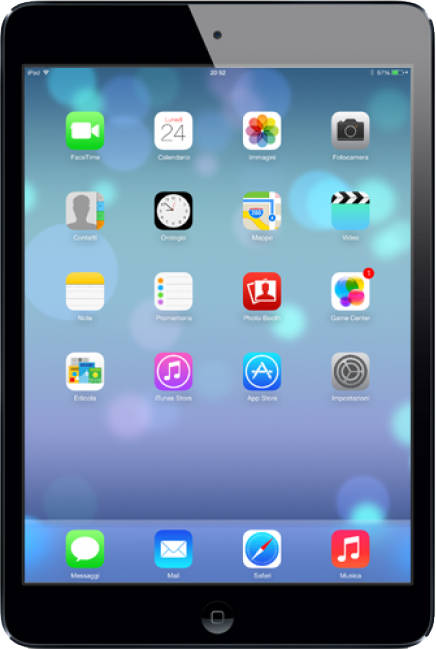 iPad 20:52 97%
FaceTime Calendario Immagini Fotocamera
Lunedì
24
Contatti Orologio Mappe Video
280
Note Promemoria Photo Booth Game Center
1
Edicola iTunes Store App Store Impostazioni
Messaggi Mail Safari Musica